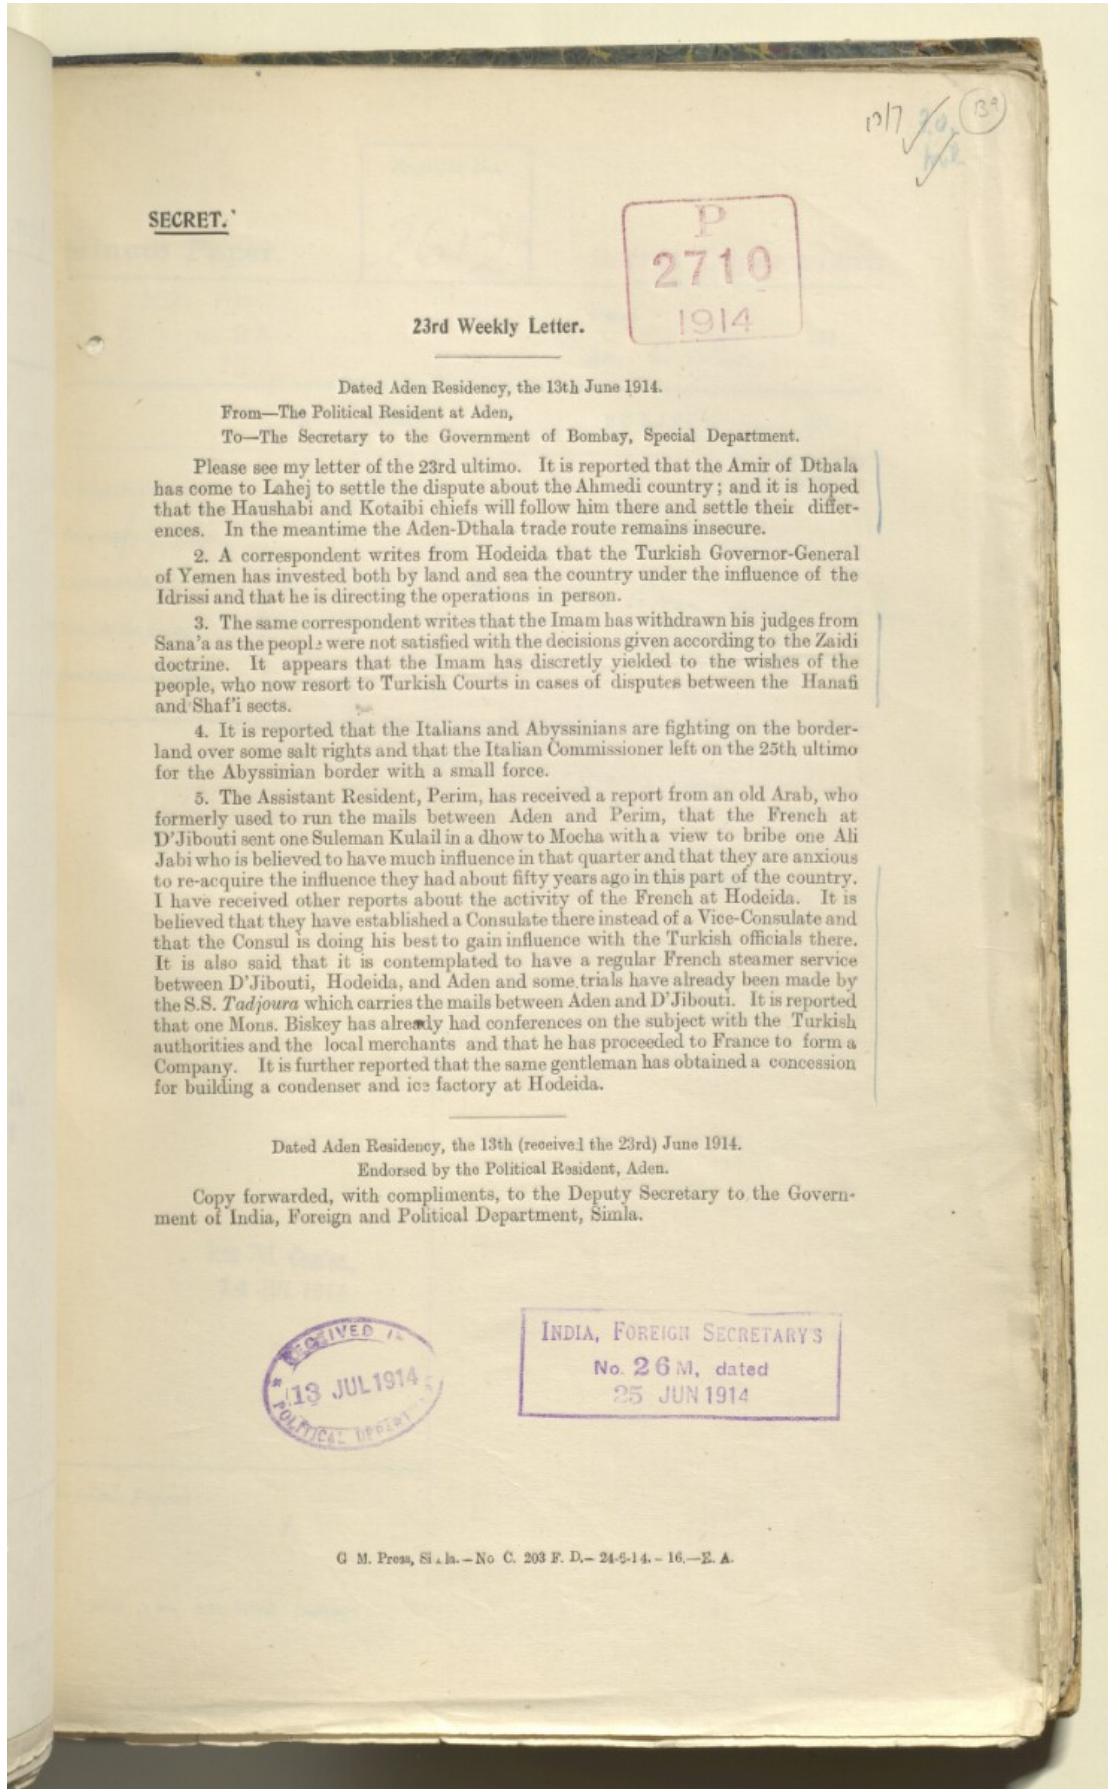 13/7
139
SECRET.
P
2710
1914
23rd Weekly Letter.
Dated Aden Residency, the 13th June 1914.
From—The Political Resident at Aden,
To—The Secretary to the Government of Bombay, Special Department.
Please see my letter of the 23rd ultimo. It is reported that the Amir of Dthala
has come to Lahej to settle the dispute about the Ahmedi country; and it is hoped
that the Haushabi and Kotaibi chiefs will follow him there and settle their differ-
ences. In the meantime the Aden-Dthala trade route remains insecure.
2. A correspondent writes from Hodeida that the Turkish Governor-General
of Yemen has invested both by land and sea the country under the influence of the
Idrissi and that he is directing the operations in person.
3. The same correspondent writes that the Imam has withdrawn his judges from
Sana'a as the people were not satisfied with the decisions given according to the Zaidi
doctrine. It appears that the Imam has discretly yielded to the wishes of the
people, who now resort to Turkish Courts in cases of disputes between the Hanafi
and Shaf'i sects.
4. It is reported that the Italians and Abyssinians are fighting on the border-
land over some salt rights and that the Italian Commissioner left on the 25th ultimo
for the Abyssinian border with a small force.
5. The Assistant Resident, Perim, has received a report from an old Arab, who
formerly used to run the mails between Aden and Perim, that the French at
D'Jibouti sent one Suleman Kulail in a dhow to Mocha with a view to bribe one Ali
Jabi who is believed to have much influence in that quarter and that they are anxious
to re-acquire the influence they had about fifty years ago in this part of the country.
I have received other reports about the activity of the French at Hodeida. It is
believed that they have established a Consulate there instead of a Vice-Consulate and
that the Consul is doing his best to gain influence with the Turkish officials there.
It is also said that it is contemplated to have a regular French steamer service
between D'Jibouti, Hodeida, and Aden and some trials have already been made by
the S.S. Tadjoura which carries the mails between Aden and D'Jibouti. It is reported
that one Mons. Biskey has already had conferences on the subject with the Turkish
authorities and the local merchants and that he has proceeded to France to form a
Company. It is further reported that the same gentleman has obtained a concession
for building a condenser and ice factory at Hodeida.
Dated Aden Residency, the 13th (received the 23rd) June 1914.
Endorsed by the Political Resident, Aden.
Copy forwarded, with compliments, to the Deputy Secretary to the Govern-
ment of India, Foreign and Political Department, Simla.
RECEIVED IN
13 JUL 1914
POLITICAL DEPART
INDIA, FOREIGN SECRETARY'S
No. 26 M, dated
25 JUN 1914
G M. Press, Simla.—No C. 203 F. D.—24-6-14.—16.—E. A.